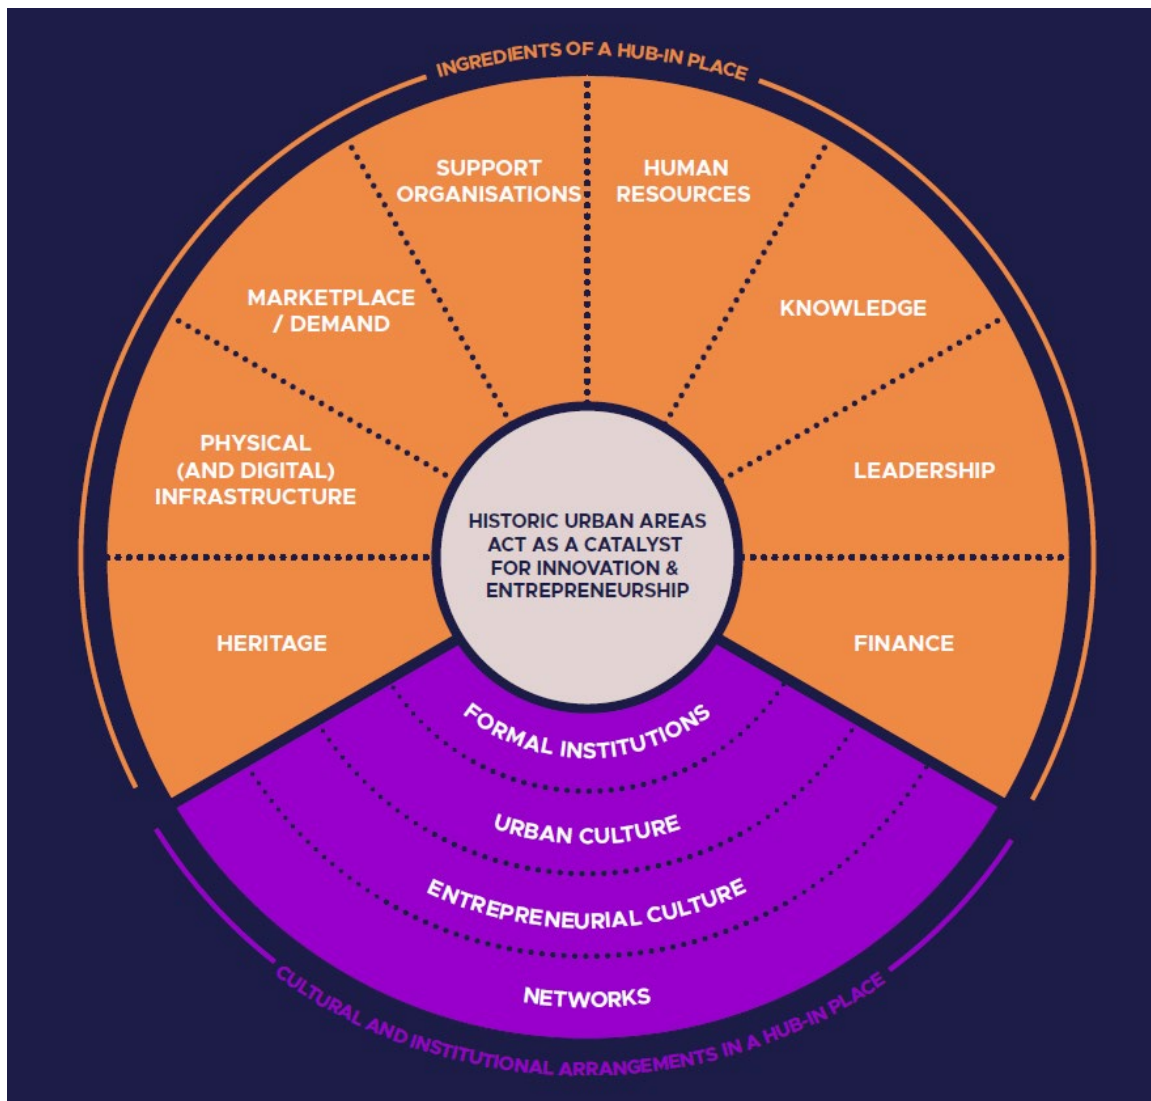 INGREDIENTS OF A HUB-IN PLACE
SUPPORT
ORGANISATIONS
HUMAN
RESOURCES
MARKETPLACE
/ DEMAND
KNOWLEDGE
PHYSICAL
(AND DIGITAL)
INFRASTRUCTURE
LEADERSHIP
HISTORIC URBAN AREAS
ACT AS A CATALYST
FOR INNOVATION &
ENTREPRENEURSHIP
HERITAGE
FINANCE
FORMAL INSTITUTIONS
URBAN CULTURE
ENTREPRENEURIAL CULTURE
NETWORKS
CULTURAL AND INSTITUTIONAL ARRANGEMENTS IN A HUB-IN PLACE